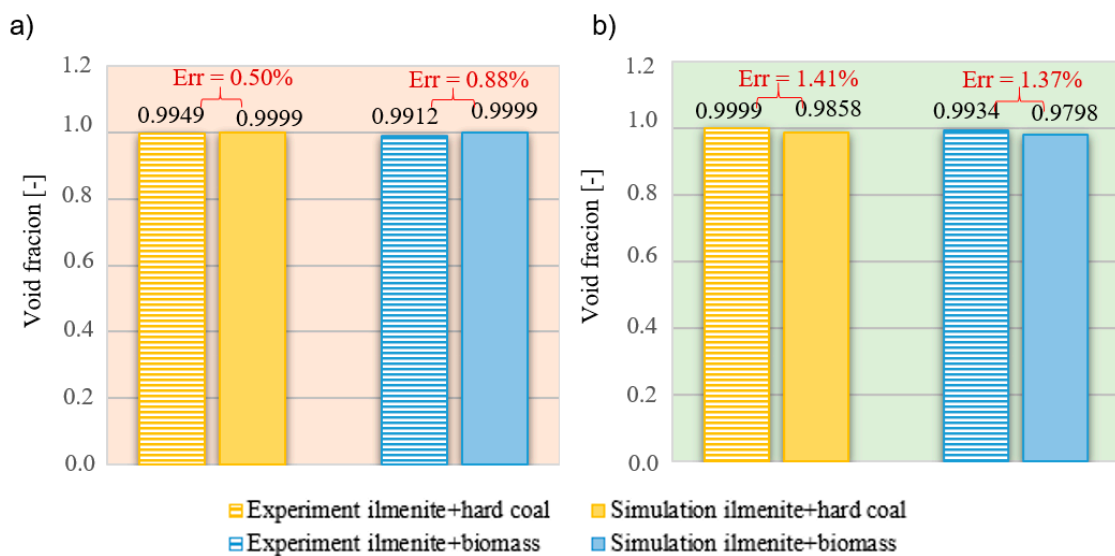 a)
1.2
1.0
0.8
0.6
0.4
0.2
0.0
Void fracion [-]
Err = 0.50%
Err = 0.88%
0.9949 0.9999
0.9912 0.9999
b)
1.2
1.0
0.8
0.6
0.4
0.2
0.0
Void fracion [-]
Err = 1.41%
Err = 1.37%
0.9999 0.9858
0.9934 0.9798
Experiment ilmenite+hard coal
Simulation ilmenite+hard coal
Experiment ilmenite+biomass
Simulation ilmenite+biomass